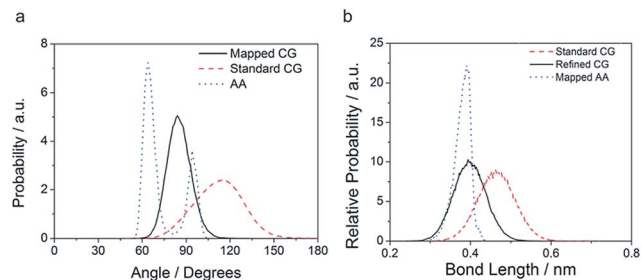 a
Mapped CG
Standard CG
AA
Probability / a.u.
8
6
4
2
0
0 30 60 90 120 150 180
Angle / Degrees
b
Standard CG
Refined CG
Mapped AA
Relative Probability / a.u.
25
20
15
10
5
0
0.2 0.4 0.6 0.8
Bond Length / nm